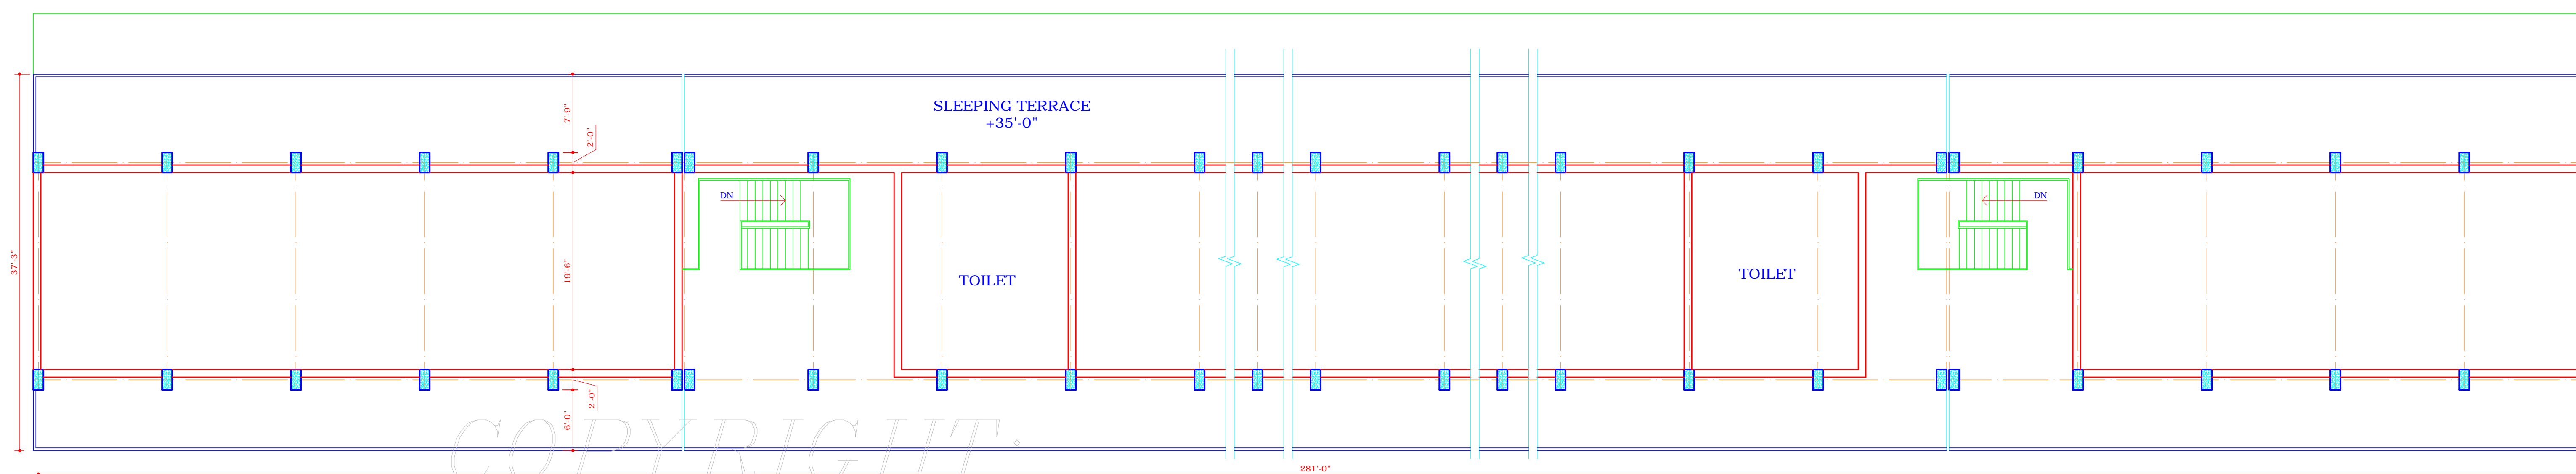 SLEEPING TERRACE
+35'-0"
7'-9"
2'-0"
DN
DN
37'-3"
19'-6"
TOILET
TOILET
2'-0"
6'-0"
COPYRIGHT:
281'-0"